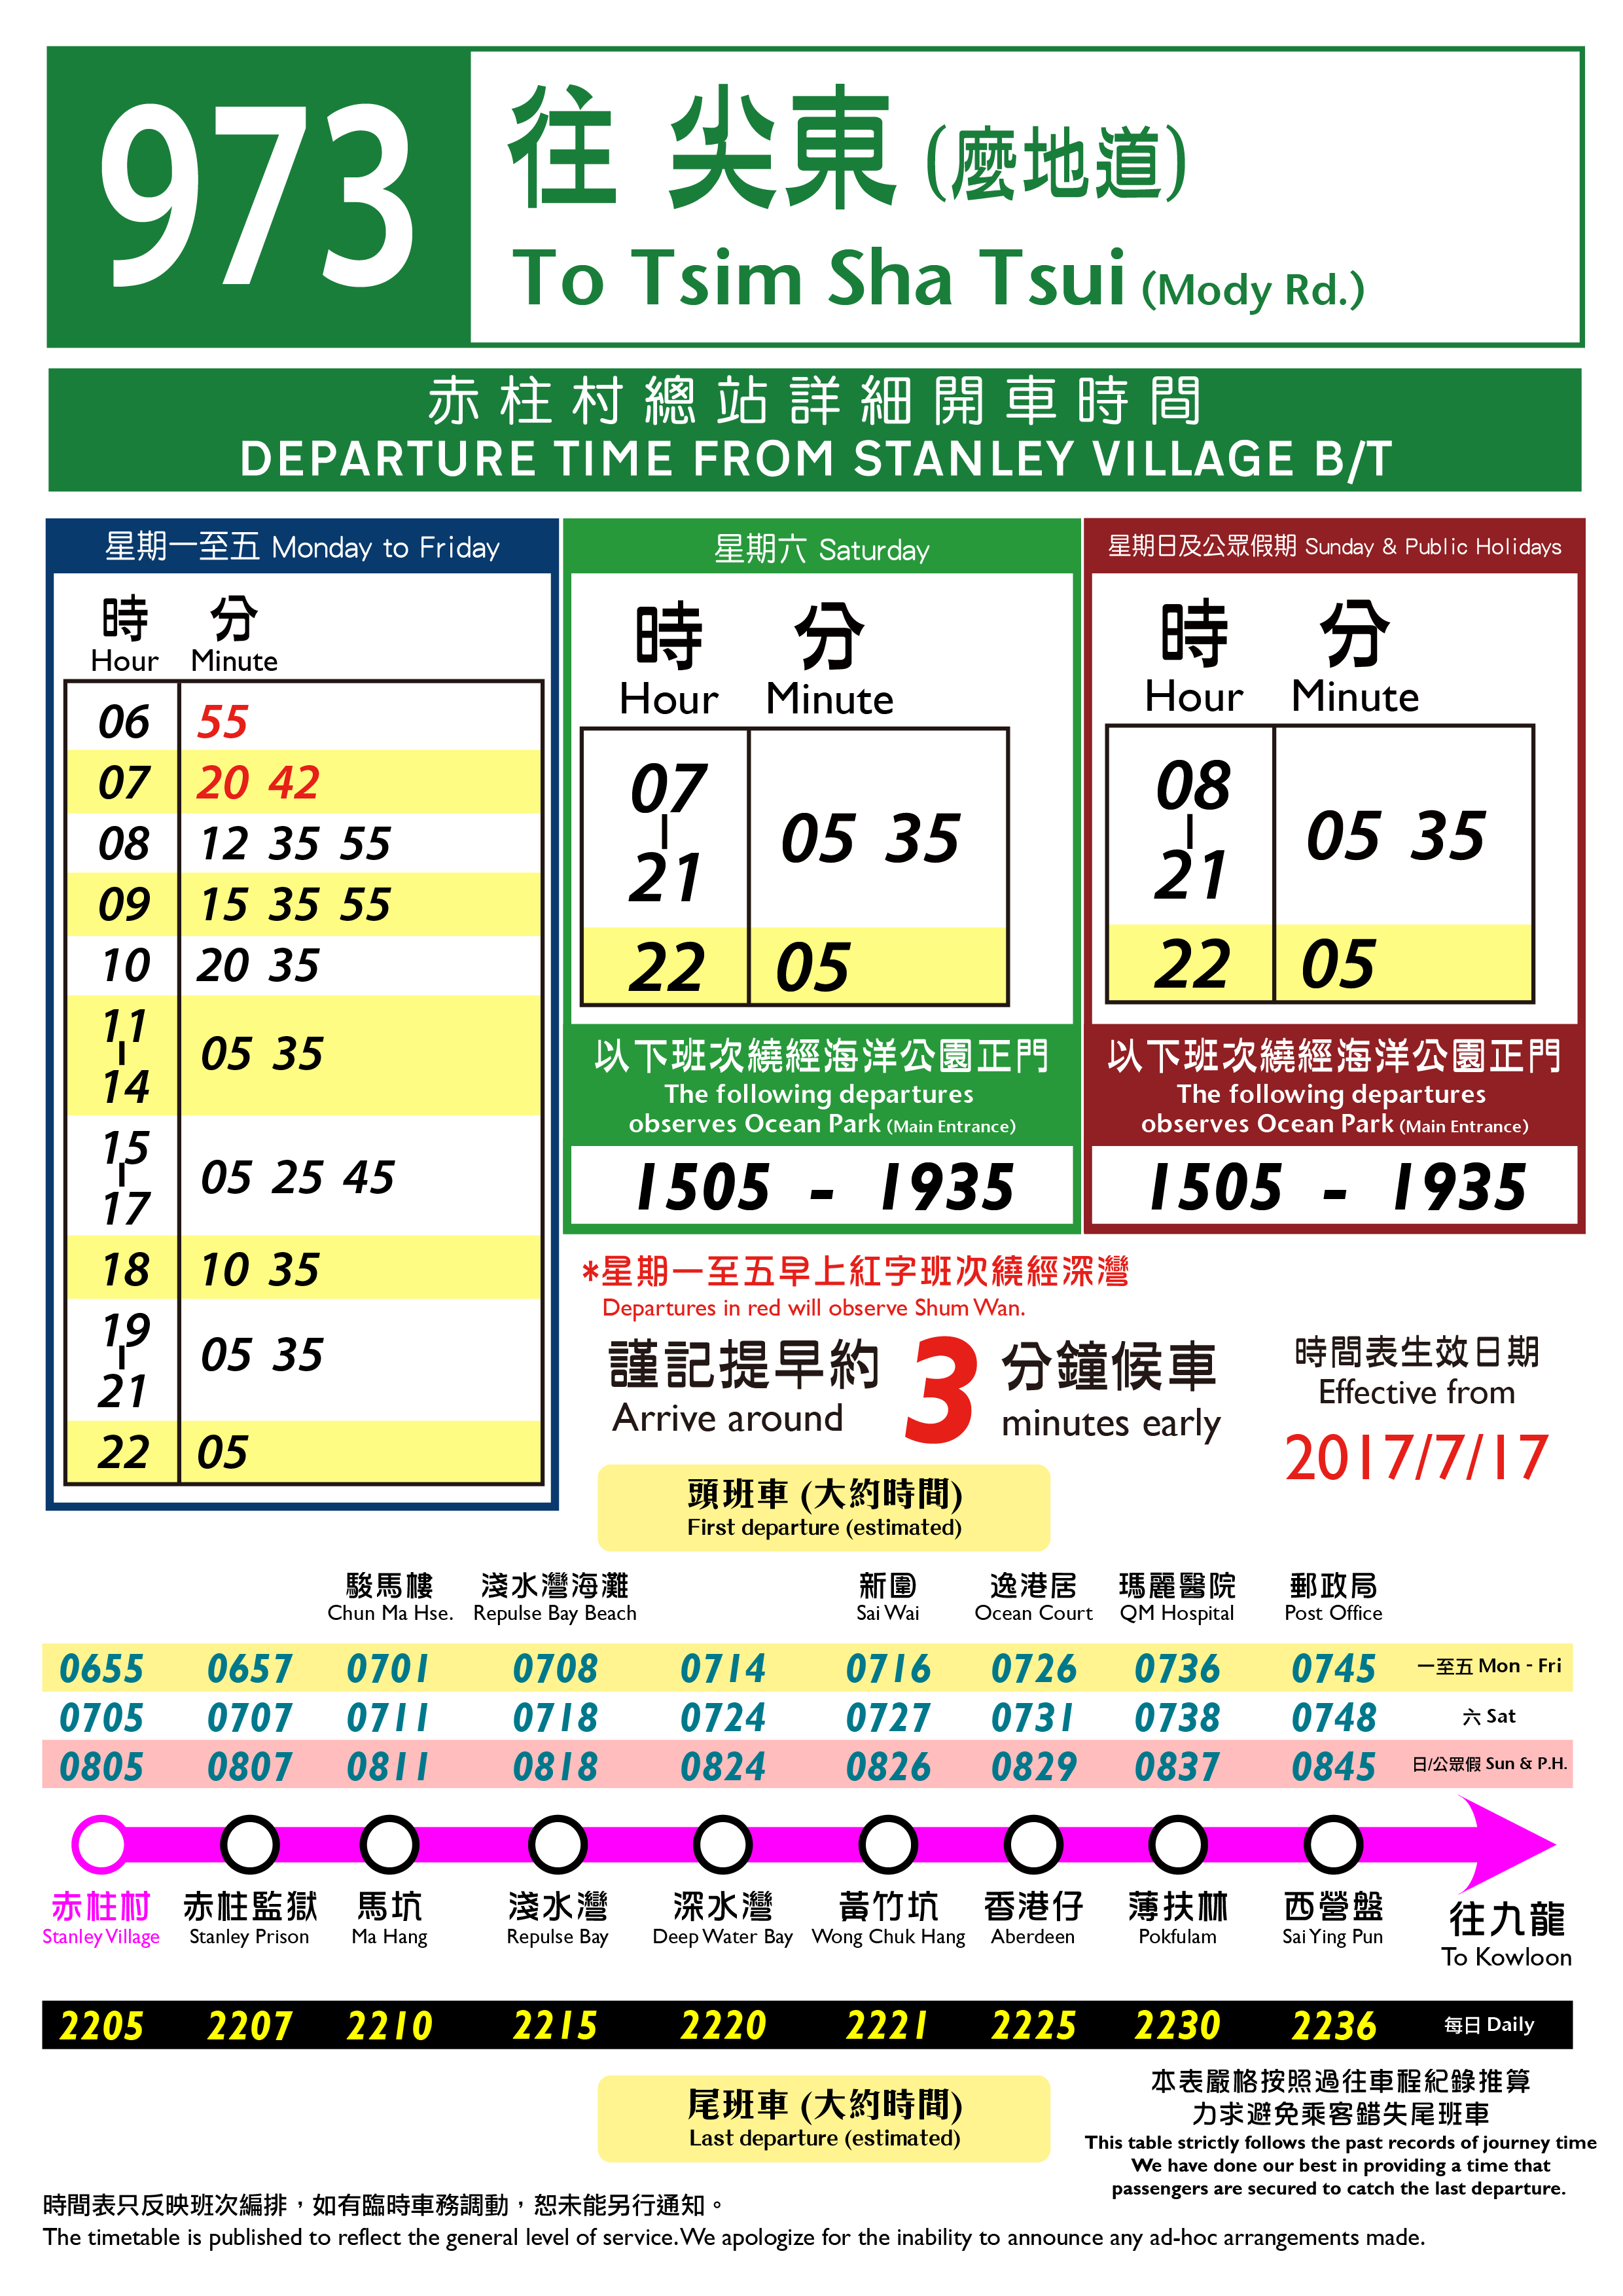 973
往 尖東 (麼地道)
To Tsim Sha Tsui (Mody Rd.)
赤柱村總站詳細開車時間
DEPARTURE TIME FROM STANLEY VILLAGE B/T
星期一至五 Monday to Friday
時 分
Hour Minute
06 55
07 20 42
08 12 35 55
09 15 35 55
10 20 35
11
|
14
05 35
15
|
17
05 25 45
18 10 35
19
|
21
05 35
22 05
星期六 Saturday
時 分
Hour Minute
07
|
21
05 35
22 05
以下班次繞經海洋公園正門
The following departures
observes Ocean Park (Main Entrance)
1505 - 1935
星期日及公眾假期 Sunday & Public Holidays
時 分
Hour Minute
08
|
21
05 35
22 05
以下班次繞經海洋公園正門
The following departures
observes Ocean Park (Main Entrance)
1505 - 1935
*星期一至五早上紅字班次繞經深灣
Departures in red will observe Shum Wan.
謹記提早約 3 分鐘候車
Arrive around minutes early
時間表生效日期
Effective from
2017/7/17
頭班車 (大約時間)
First departure (estimated)
駿馬樓 淺水灣海灘 新圍 逸港居 瑪麗醫院 郵政局
Chun Ma Hse. Repulse Bay Beach Sai Wai Ocean Court QM Hospital Post Office
0655 0657 0701 0708 0714 0716 0726 0736 0745 一至五 Mon - Fri
0705 0707 0711 0718 0724 0727 0731 0738 0748 六 Sat
0805 0807 0811 0818 0824 0826 0829 0837 0845 日/公眾假 Sun & P.H.
赤柱村 赤柱監獄 馬坑 淺水灣 深水灣 黃竹坑 香港仔 薄扶林 西營盤 往九龍
Stanley Village Stanley Prison Ma Hang Repulse Bay Deep Water Bay Wong Chuk Hang Aberdeen Pokfulam Sai Ying Pun To Kowloon
2205 2207 2210 2215 2220 2221 2225 2230 2236 每日 Daily
尾班車 (大約時間)
Last departure (estimated)
本表嚴格按照過往車程紀錄推算
力求避免乘客錯失尾班車
This table strictly follows the past records of journey time
We have done our best in providing a time that
passengers are secured to catch the last departure.
時間表只反映班次編排，如有臨時車務調動，恕未能另行通知。
The timetable is published to reflect the general level of service. We apologize for the inability to announce any ad-hoc arrangements made.